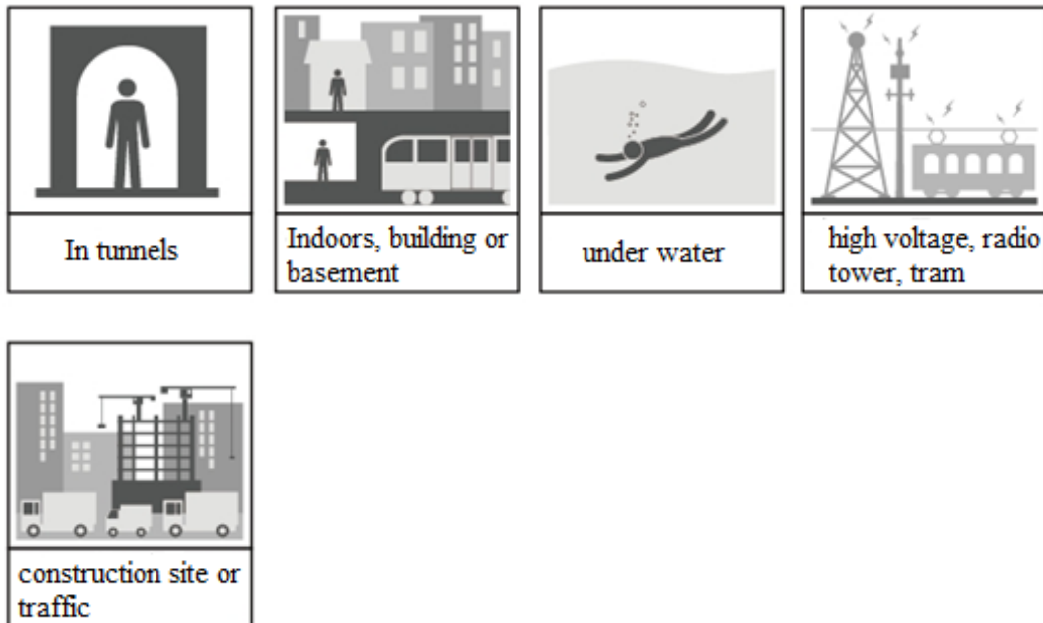 In tunnels
Indoors, building or
basement
under water
high voltage, radio
tower, tram
construction site or
traffic